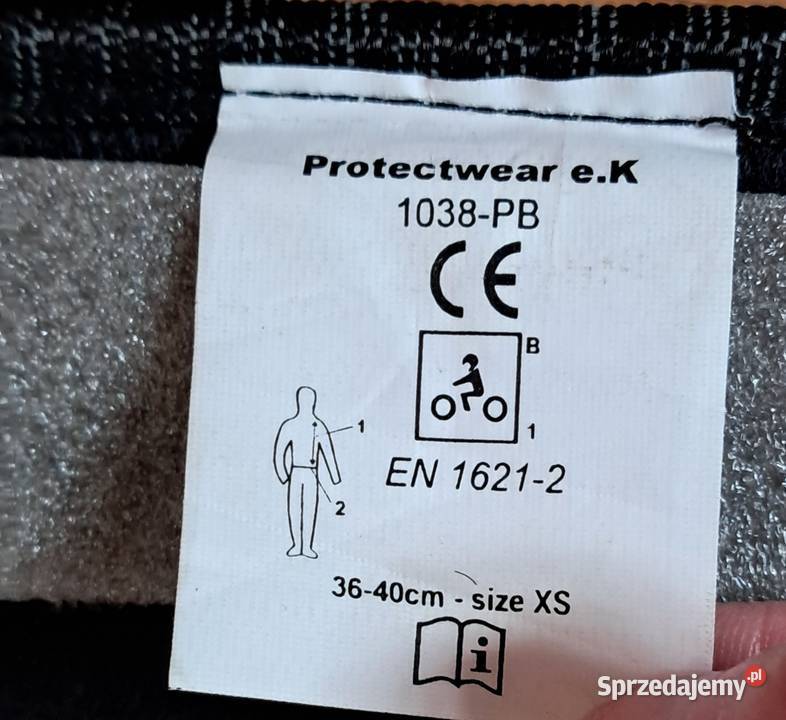 Protectwear e.K
1038-PB
CE
B
1
1
EN 1621-2
2
36-40cm - size XS
i
Sprzedajemy.pl